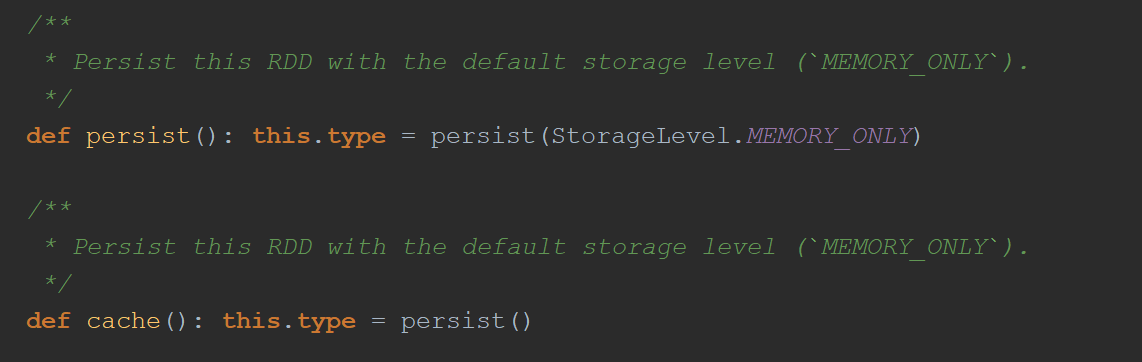 /**
 * Persist this RDD with the default storage level (`MEMORY_ONLY`).
 */
def persist(): this.type = persist(StorageLevel.MEMORY_ONLY)
/**
 * Persist this RDD with the default storage level (`MEMORY_ONLY`).
 */
def cache(): this.type = persist()